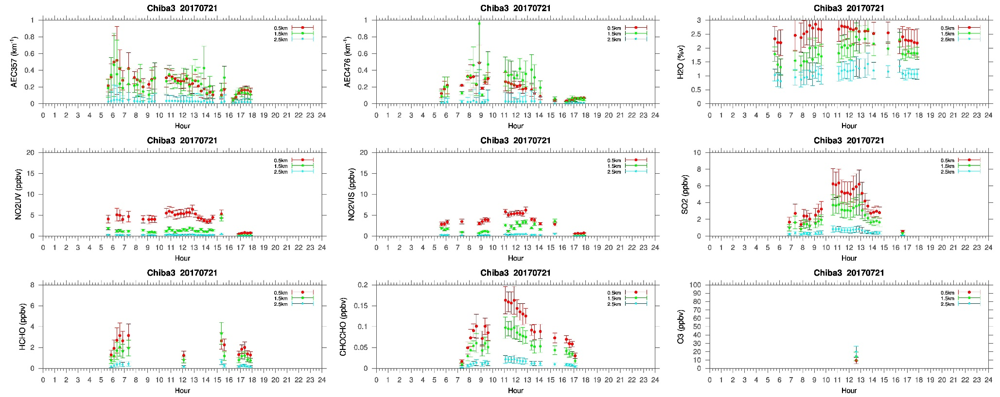 Chiba3 20170721
AEC357 (km-1)
1
0.8
0.6
0.4
0.2
0
0.5km
1.5km
2.5km
0 1 2 3 4 5 6 7 8 9 10 11 12 13 14 15 16 17 18 19 20 21 22 23 24
Hour
Chiba3 20170721
AEC476 (km-1)
1
0.8
0.6
0.4
0.2
0
0.5km
1.5km
2.5km
0 1 2 3 4 5 6 7 8 9 10 11 12 13 14 15 16 17 18 19 20 21 22 23 24
Hour
Chiba3 20170721
H2O (%v)
3
2.5
2
1.5
1
0.5
0
0.5km
1.5km
2.5km
0 1 2 3 4 5 6 7 8 9 10 11 12 13 14 15 16 17 18 19 20 21 22 23 24
Hour
Chiba3 20170721
NO2UV (ppbv)
20
15
10
5
0
0.5km
1.5km
2.5km
0 1 2 3 4 5 6 7 8 9 10 11 12 13 14 15 16 17 18 19 20 21 22 23 24
Hour
Chiba3 20170721
NO2VIS (ppbv)
20
15
10
5
0
0.5km
1.5km
2.5km
0 1 2 3 4 5 6 7 8 9 10 11 12 13 14 15 16 17 18 19 20 21 22 23 24
Hour
Chiba3 20170721
SO2 (ppbv)
10
8
6
4
2
0
0.5km
1.5km
2.5km
0 1 2 3 4 5 6 7 8 9 10 11 12 13 14 15 16 17 18 19 20 21 22 23 24
Hour
Chiba3 20170721
HCHO (ppbv)
8
6
4
2
0
0.5km
1.5km
2.5km
0 1 2 3 4 5 6 7 8 9 10 11 12 13 14 15 16 17 18 19 20 21 22 23 24
Hour
Chiba3 20170721
CHOCHO (ppbv)
0.2
0.15
0.1
0.05
0
0.5km
1.5km
2.5km
0 1 2 3 4 5 6 7 8 9 10 11 12 13 14 15 16 17 18 19 20 21 22 23 24
Hour
Chiba3 20170721
O3 (ppbv)
100
90
80
70
60
50
40
30
20
10
0
0.5km
1.5km
2.5km
0 1 2 3 4 5 6 7 8 9 10 11 12 13 14 15 16 17 18 19 20 21 22 23 24
Hour